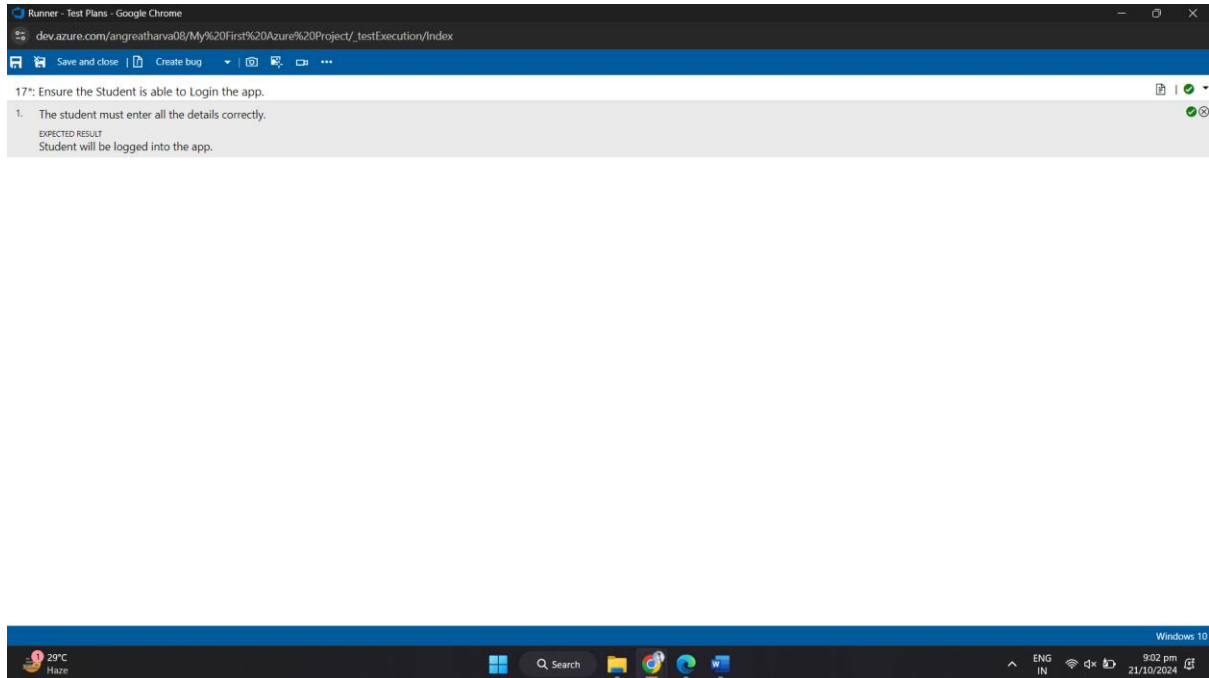 Runner - Test Plans - Google Chrome
dev.azure.com/angreatharva08/My%20First%20Azure%20Project/_testExecution/Index
Save and close | Create bug
17*: Ensure the Student is able to Login the app.
1. The student must enter all the details correctly.
EXPECTED RESULT
Student will be logged into the app.
Windows 10
1
29°C
Haze
Search
W
ENG
IN
9:02 pm
21/10/2024